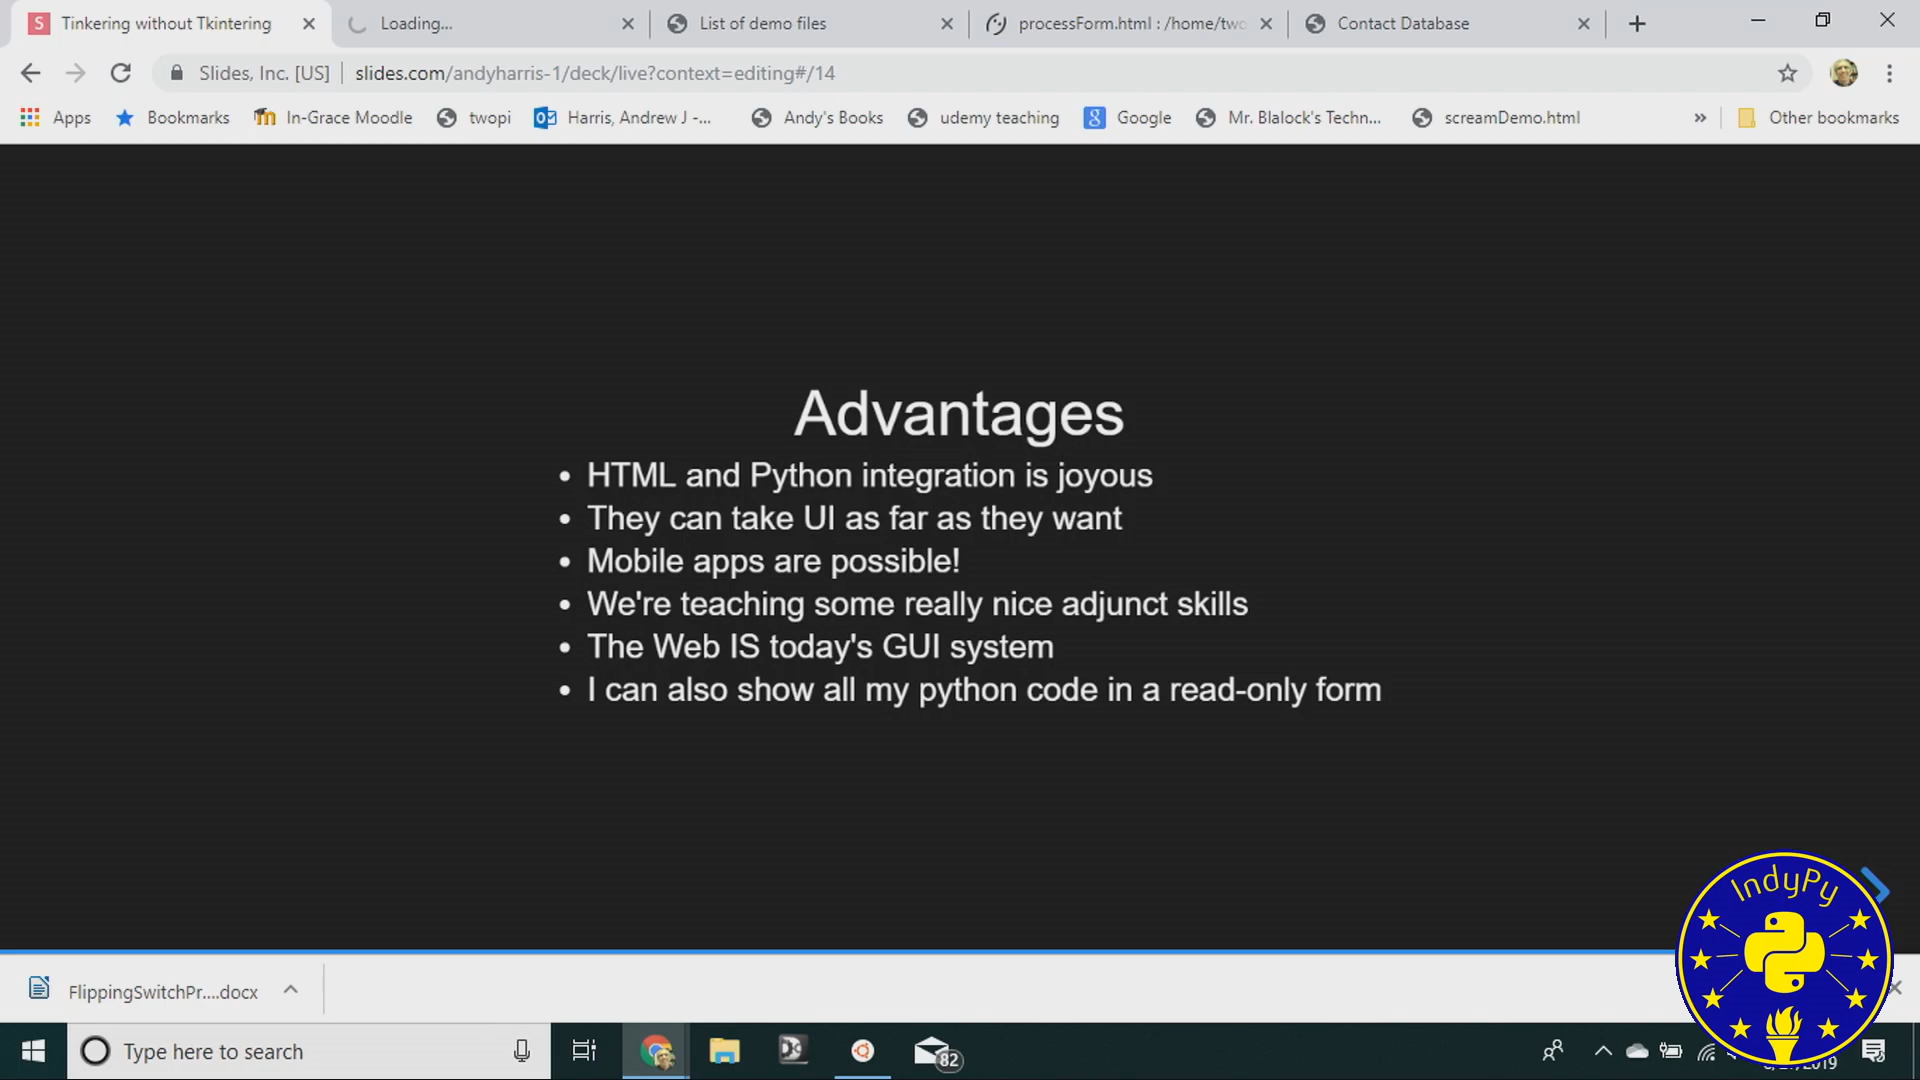 Tinkering without Tkintering
Loading...
List of demo files
processForm.html : /home/two
Contact Database
Slides, Inc. [US]
slides.com/andyharris-1/deck/live?context=editing#/14
Apps
Bookmarks
In-Grace Moodle
twopi
Harris, Andrew J -...
Andy's Books
udemy teaching
Google
Mr. Blalock's Techn...
screamDemo.html
Other bookmarks
Advantages
• HTML and Python integration is joyous
• They can take UI as far as they want
• Mobile apps are possible!
• We're teaching some really nice adjunct skills
• The Web IS today's GUI system
• I can also show all my python code in a read-only form
IndyPy
FlippingSwitchPr....docx
Type here to search
82